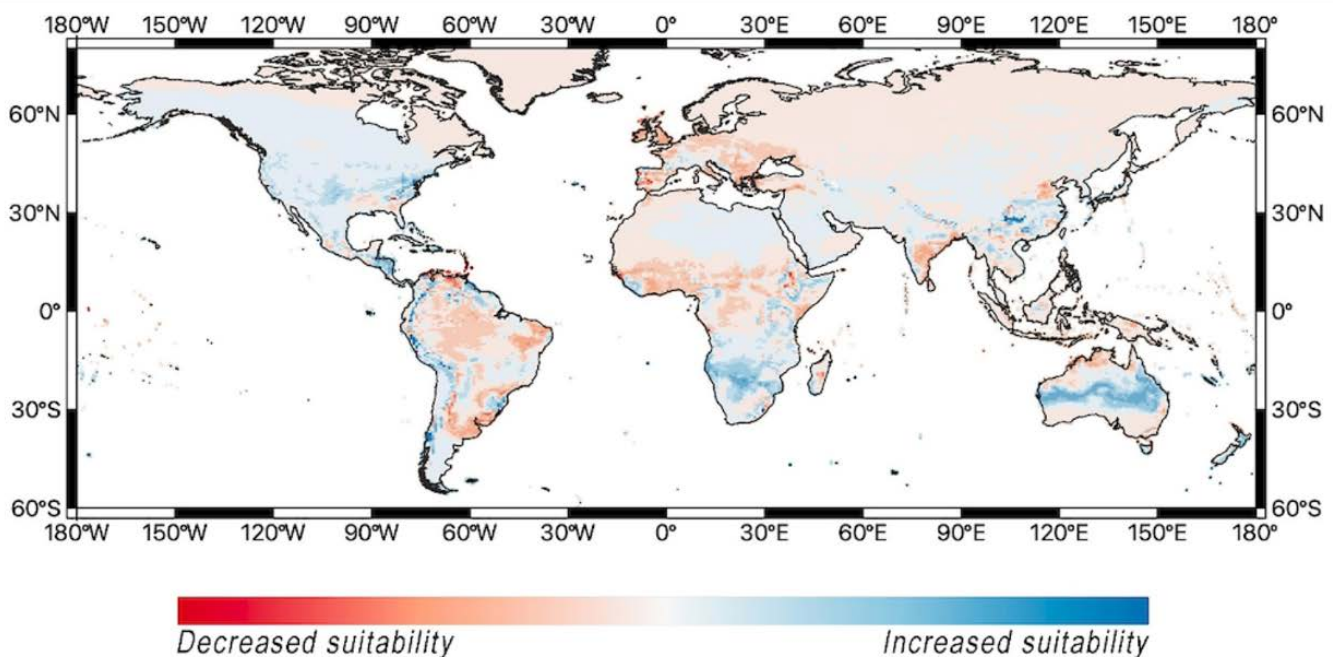 180°W 150°W 120°W 90°W 60°W 30°W 0° 30°E 60°E 90°E 120°E 150°E 180°
60°N 60°N
30°N 30°N
0° 0°
30°S 30°S
60°S 60°S
180°W 150°W 120°W 90°W 60°W 30°W 0° 30°E 60°E 90°E 120°E 150°E 180°
Decreased suitability Increased suitability